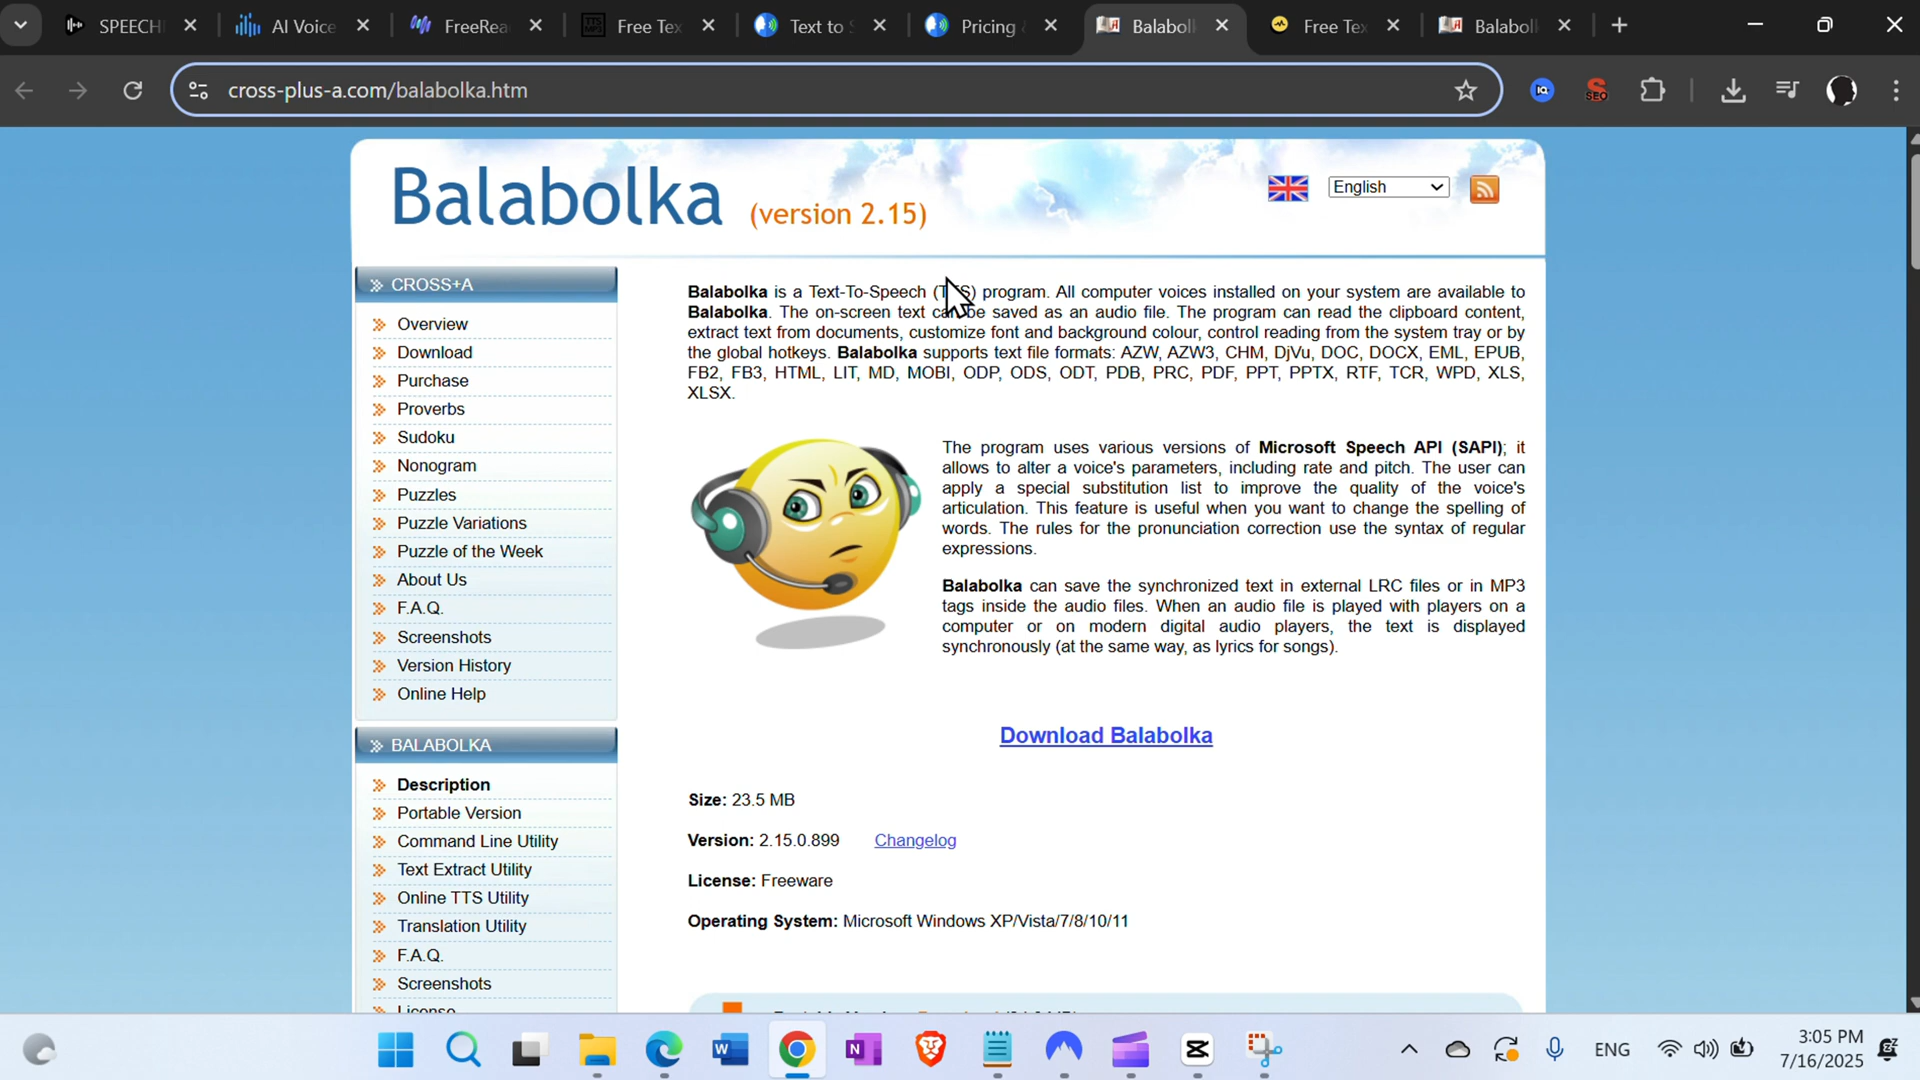 SPEECH
AI Voice
FreeRea
Free Tex
Text to S
Pricing &
Balabolk
Free Tex
Balabolk
cross-plus-a.com/balabolka.htm
IQ
SEO
Balabolka (version 2.15)
English
CROSS+A
Overview
Download
Purchase
Proverbs
Sudoku
Nonogram
Puzzles
Puzzle Variations
Puzzle of the Week
About Us
F.A.Q.
Screenshots
Version History
Online Help
BALABOLKA
Description
Portable Version
Command Line Utility
Text Extract Utility
Online TTS Utility
Translation Utility
F.A.Q.
Screenshots
License
Balabolka is a Text-To-Speech (TTS) program. All computer voices installed on your system are available to
Balabolka. The on-screen text can be saved as an audio file. The program can read the clipboard content,
extract text from documents, customize font and background colour, control reading from the system tray or by
the global hotkeys. Balabolka supports text file formats: AZW, AZW3, CHM, DjVu, DOC, DOCX, EML, EPUB,
FB2, FB3, HTML, LIT, MD, MOBI, ODP, ODS, ODT, PDB, PRC, PDF, PPT, PPTX, RTF, TCR, WPD, XLS,
XLSX.
The program uses various versions of Microsoft Speech API (SAPI); it
allows to alter a voice's parameters, including rate and pitch. The user can
apply a special substitution list to improve the quality of the voice's
articulation. This feature is useful when you want to change the spelling of
words. The rules for the pronunciation correction use the syntax of regular
expressions.
Balabolka can save the synchronized text in external LRC files or in MP3
tags inside the audio files. When an audio file is played with players on a
computer or on modern digital audio players, the text is displayed
synchronously (at the same way, as lyrics for songs).
Download Balabolka
Size: 23.5 MB
Version: 2.15.0.899 Changelog
License: Freeware
Operating System: Microsoft Windows XP/Vista/7/8/10/11
ENG
3:05 PM
7/16/2025